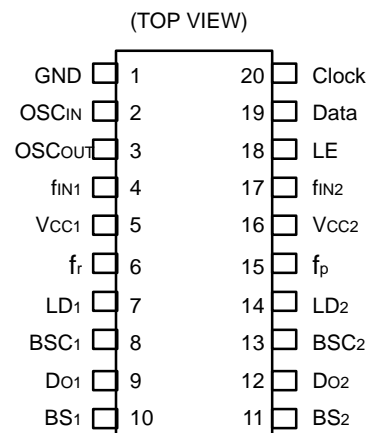 (TOP VIEW)
GND 1 20 Clock
OSCIN 2 19 Data
OSCOUT 3 18 LE
fIN1 4 17 fIN2
VCC1 5 16 VCC2
fr 6 15 fp
LD1 7 14 LD2
BSC1 8 13 BSC2
DO1 9 12 DO2
BS1 10 11 BS2